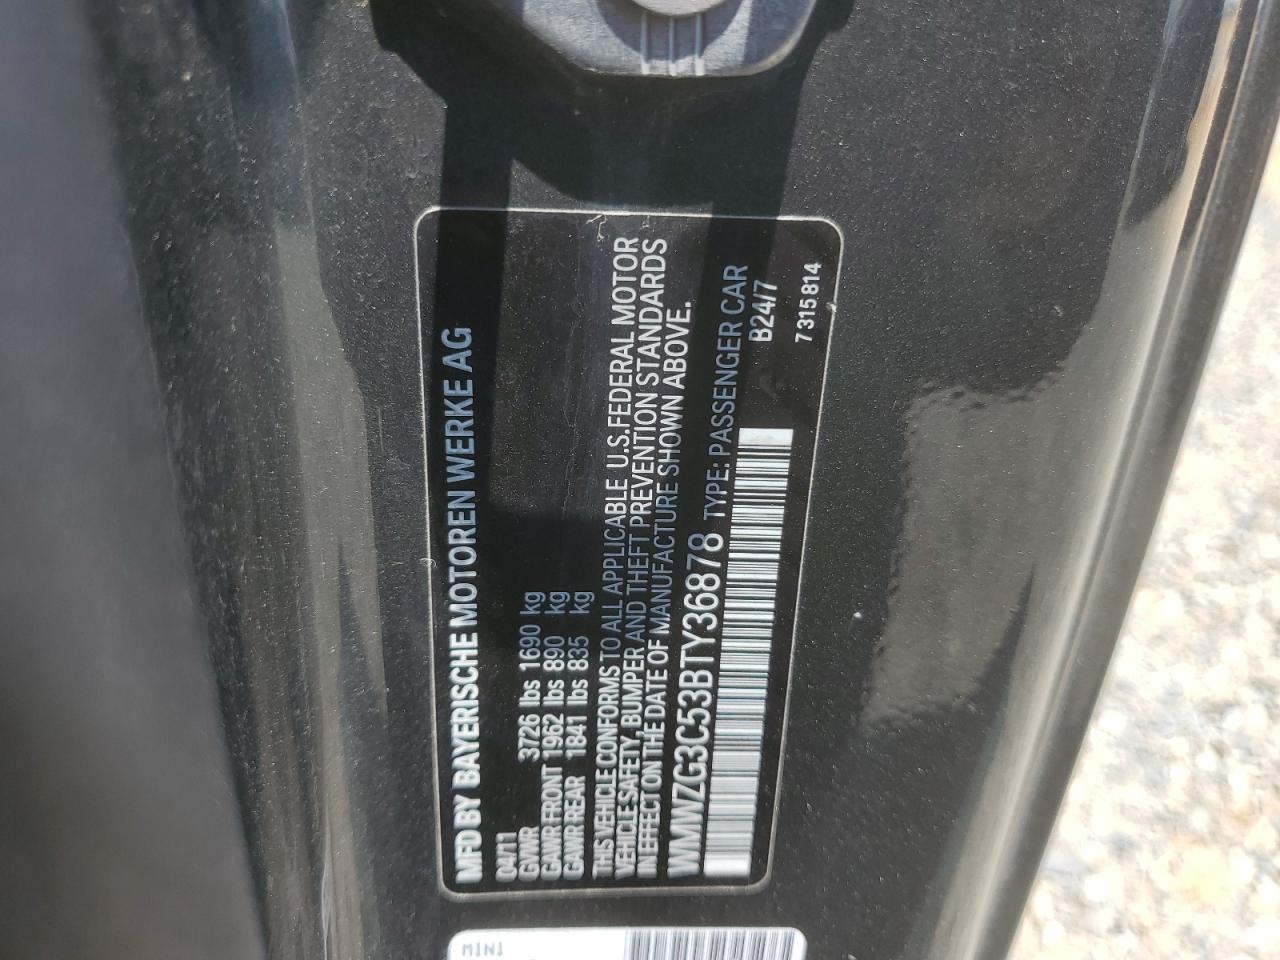 MFD BY BAYERISCHE MOTOREN WERKE AG
04/11
GVWR 3726 lbs 1690 kg
GAWR FRONT 1962 lbs 890 kg
GAWR REAR 1841 lbs 835 kg
THIS VEHICLE CONFORMS TO ALL APPLICABLE U.S.FEDERAL MOTOR
VEHICLE SAFETY, BUMPER AND THEFT PREVENTION STANDARDS
IN EFFECT ON THE DATE OF MANUFACTURE SHOWN ABOVE.
WMWZG3C53BTY36878 TYPE: PASSENGER CAR
B24/7
7 315 814
MINI